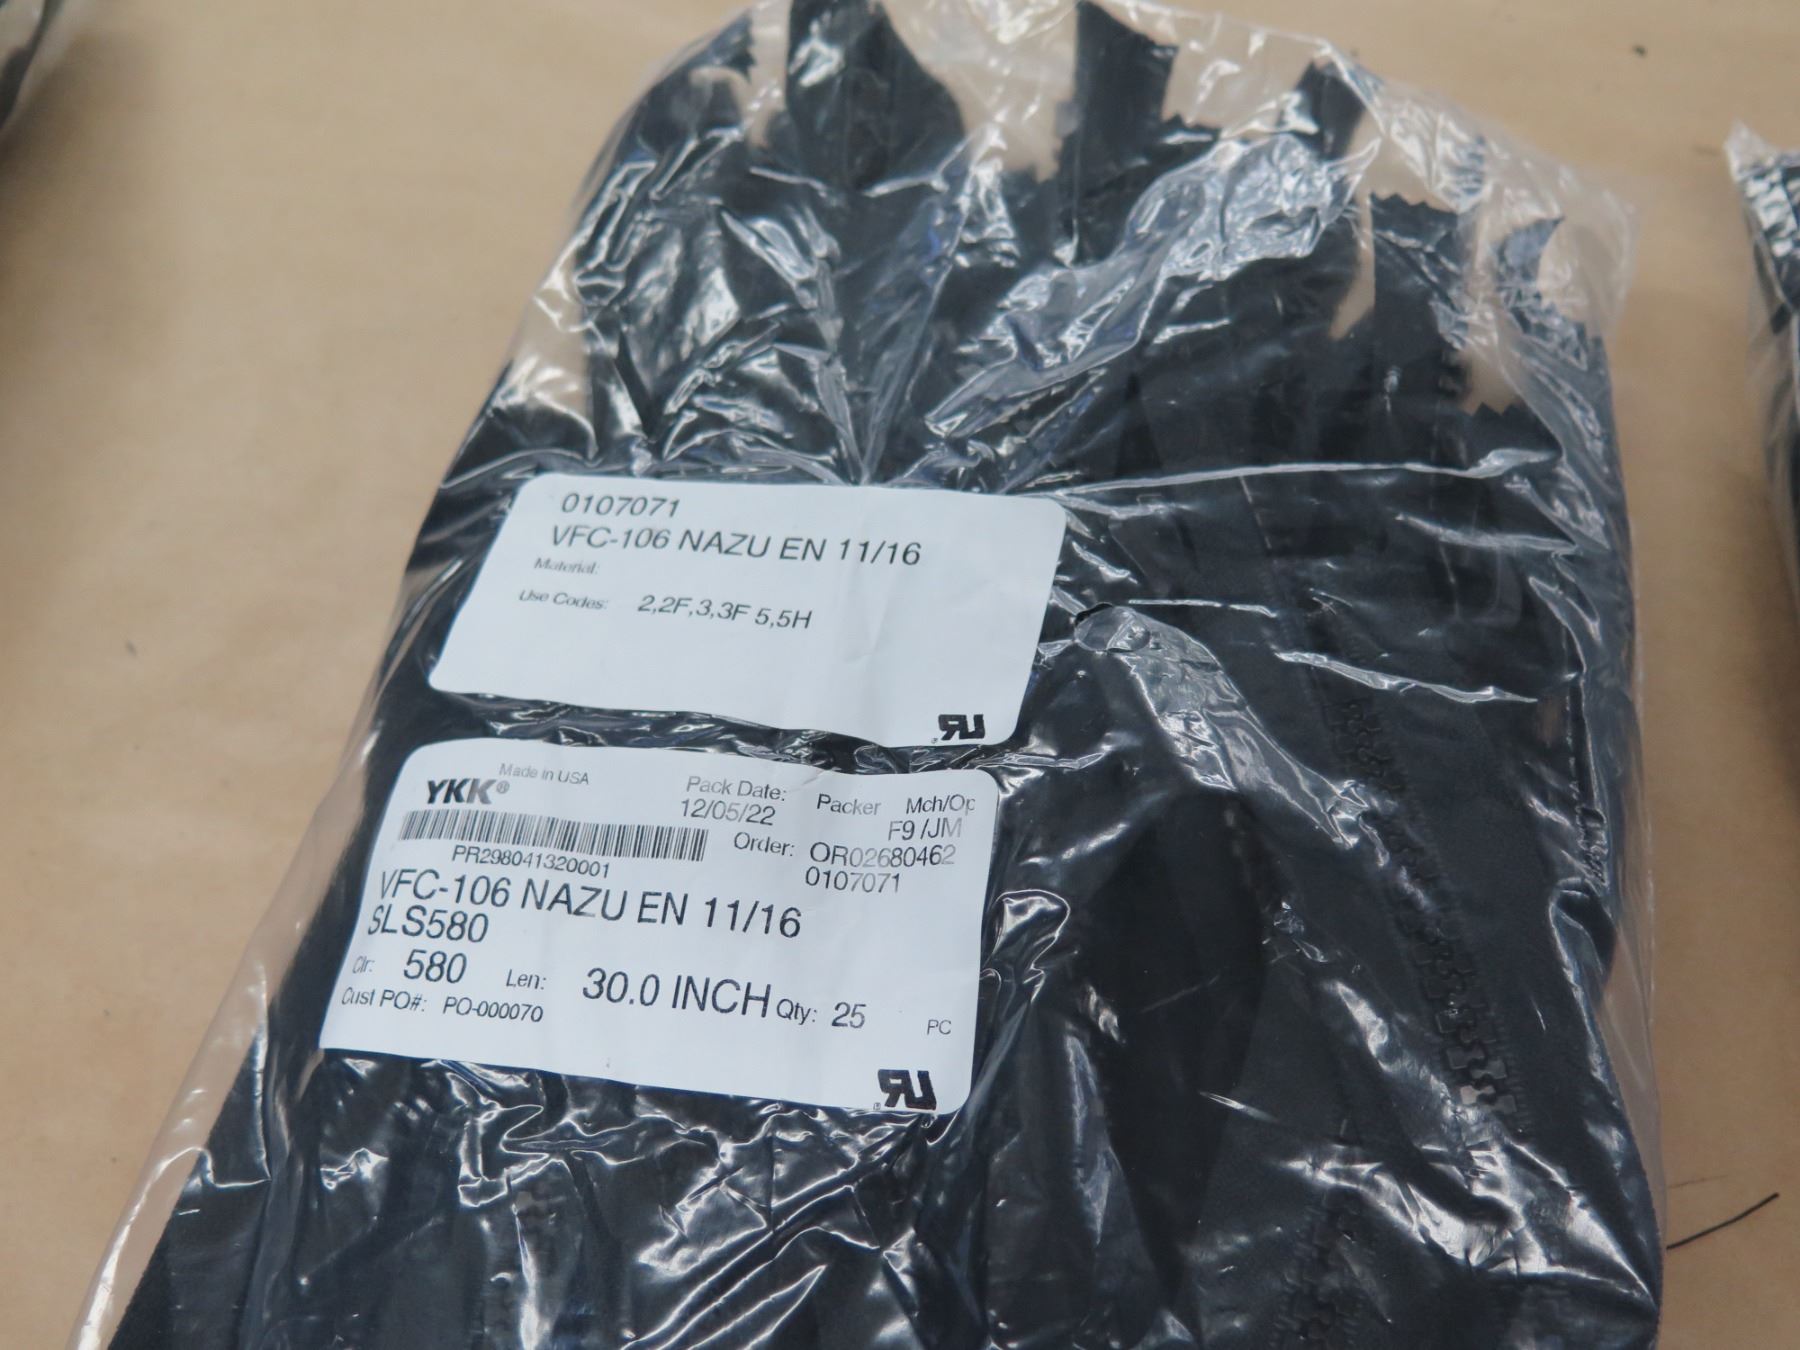 0107071
VFC-106 NAZU EN 11/16
Material:
Use Codes: 2,2F,3,3F 5,5H
YKK® Made in USA
Pack Date: Packer Mch/Op
12/05/22 F9 /JM
Order: OR02680462
PR298041320001 0107071
VFC-106 NAZU EN 11/16
SLS580
Clr: 580 Len: 30.0 INCH Qty: 25 PC
Cust PO#: PO-000070